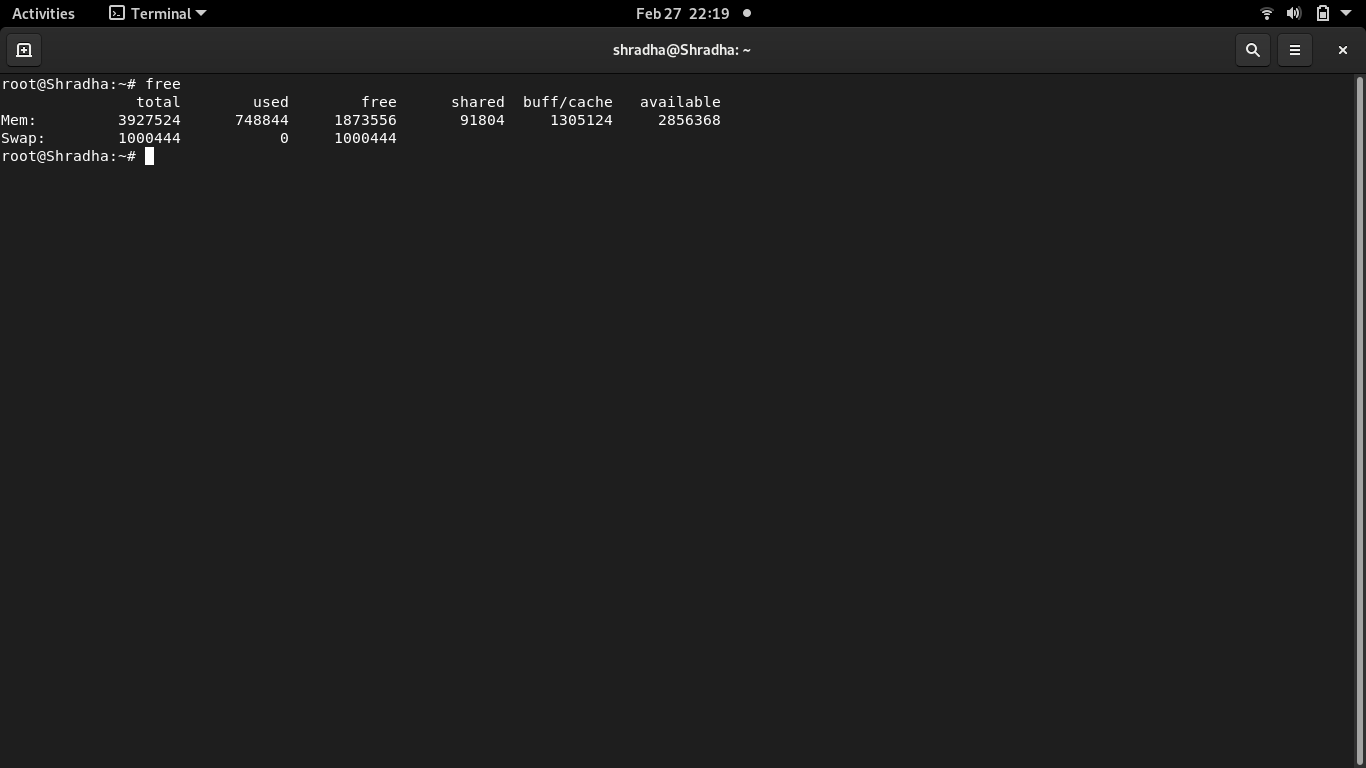 Activities Terminal Feb 27 22:19
shradha@Shradha: ~
root@Shradha:~# free
              total        used        free      shared  buff/cache   available
Mem:         3927524      748844     1873556       91804     1305124     2856368
Swap:        1000444           0     1000444
root@Shradha:~#